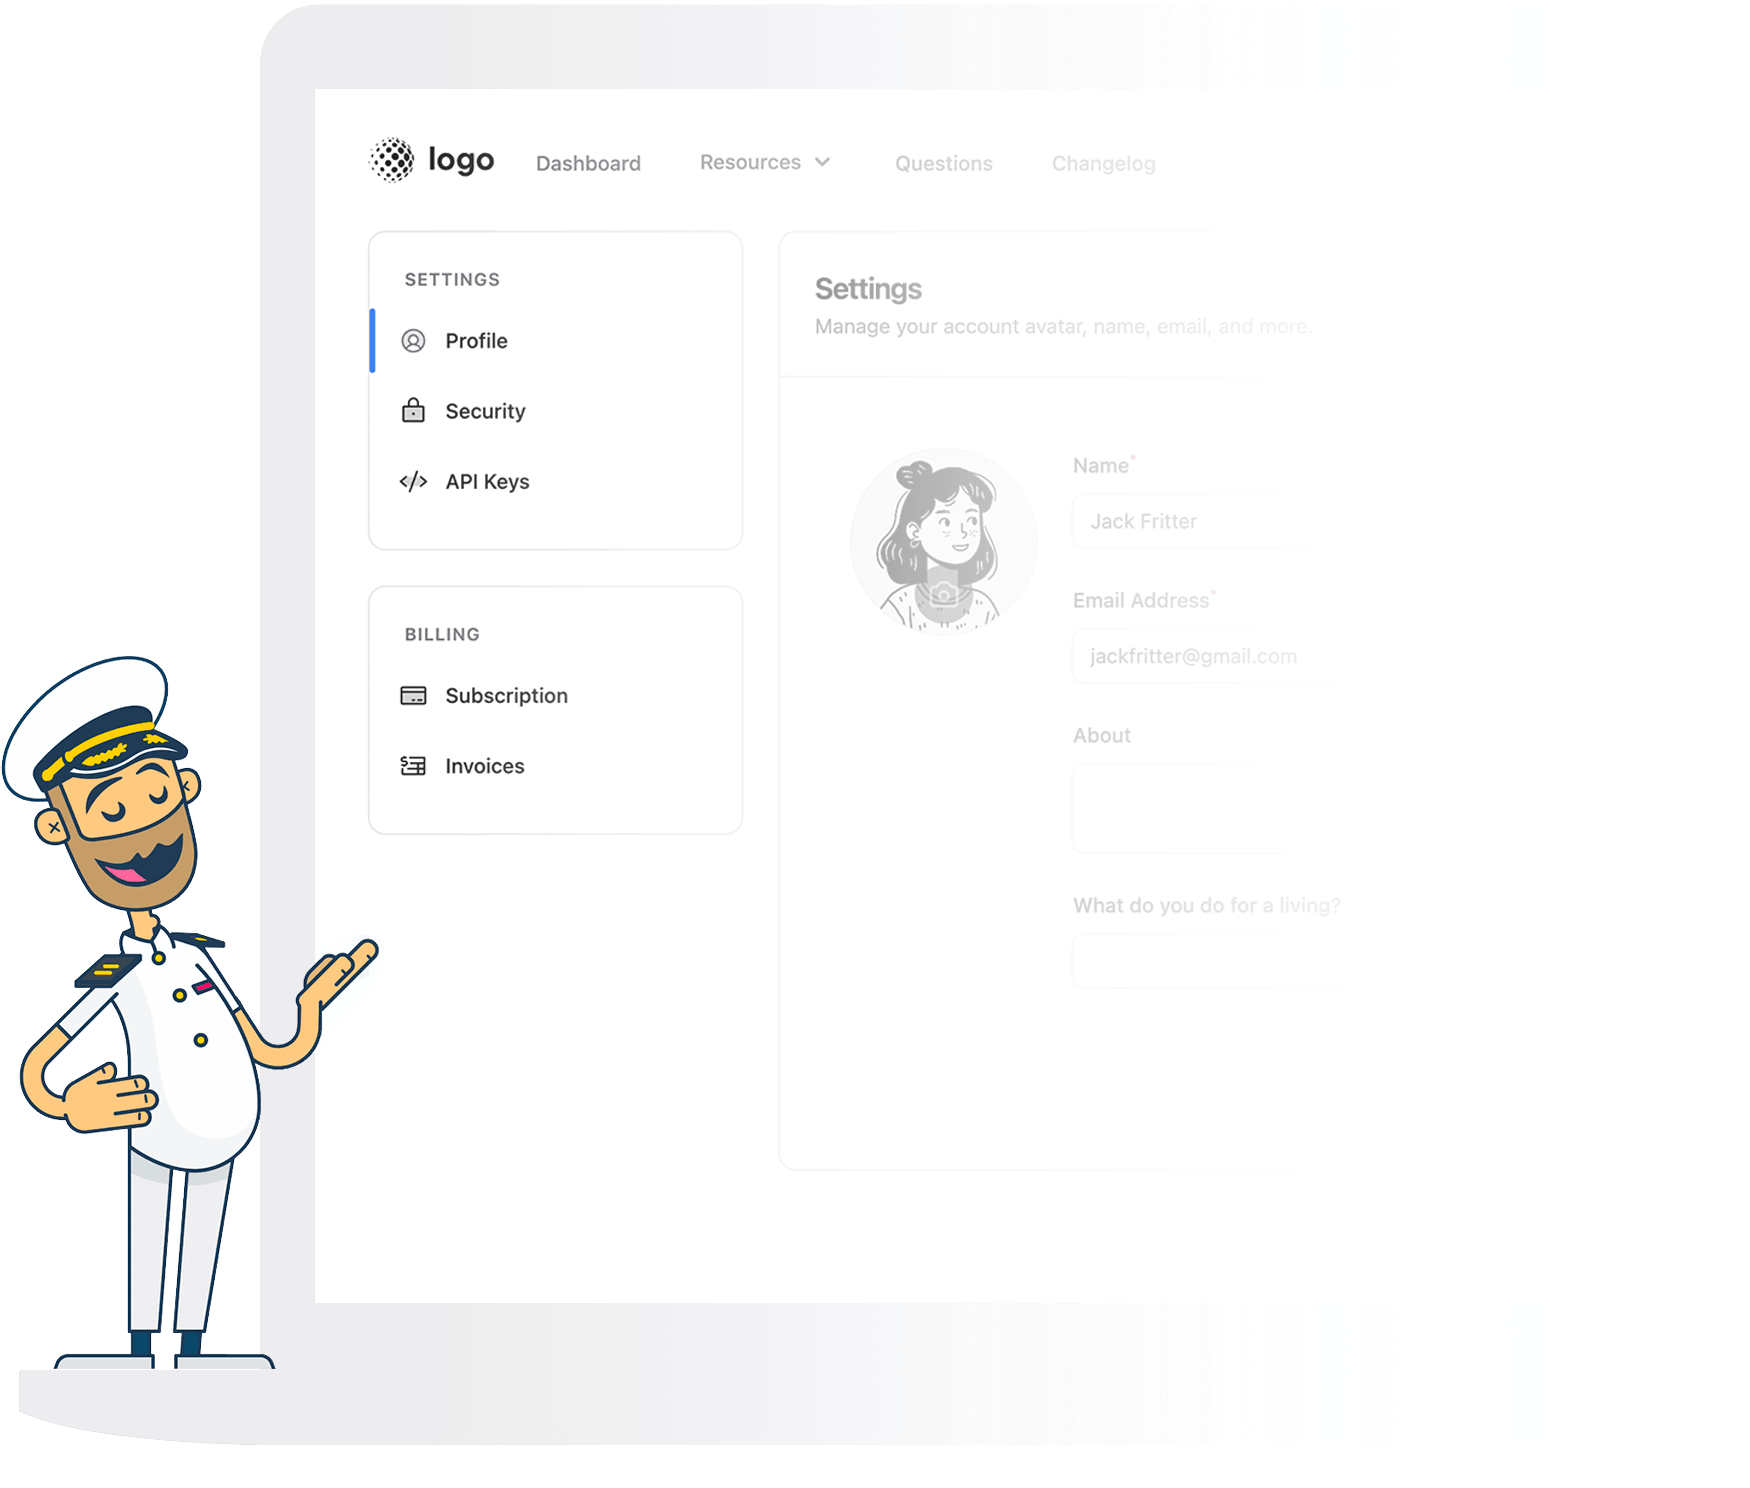 logo
Dashboard
Resources
Questions
Changelog
SETTINGS
Profile
Security
API Keys
BILLING
Subscription
Invoices
Settings
Manage your account avatar, name, email, and more.
Name*
Jack Fritter
Email Address*
jackfritter@gmail.com
About
What do you do for a living?